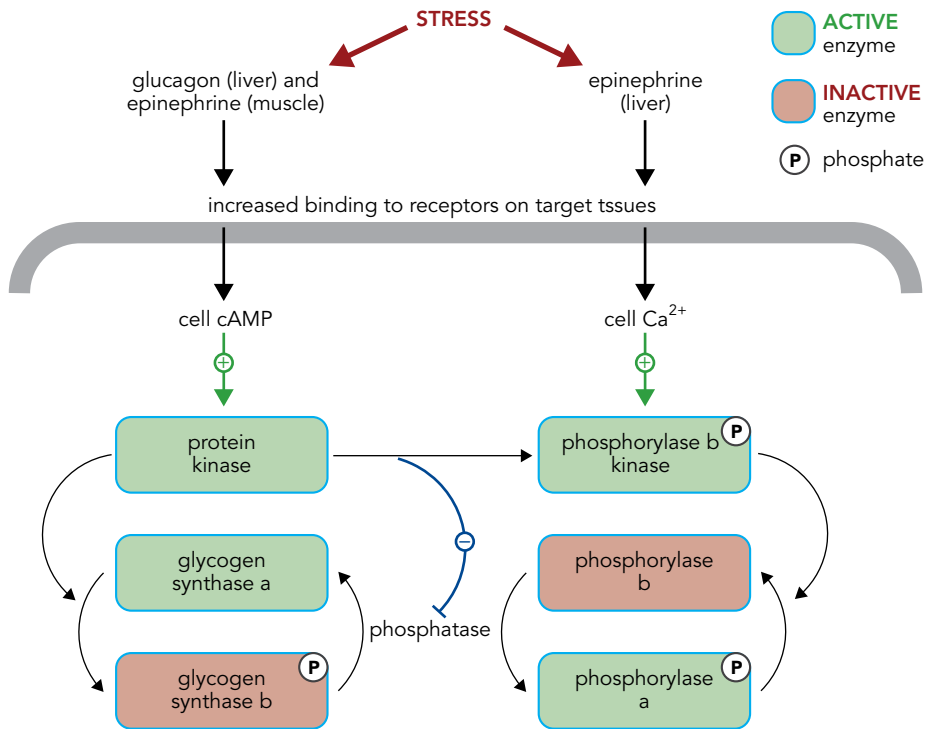 STRESS
ACTIVE
enzyme
INACTIVE
enzyme
P phosphate
glucagon (liver) and
epinephrine (muscle)
epinephrine
(liver)
increased binding to receptors on target tssues
cell cAMP
cell Ca²⁺
+
+
protein
kinase
phosphorylase b
kinase
P
−
glycogen
synthase a
phosphorylase
b
phosphatase
glycogen
synthase b
P
phosphorylase
a
P